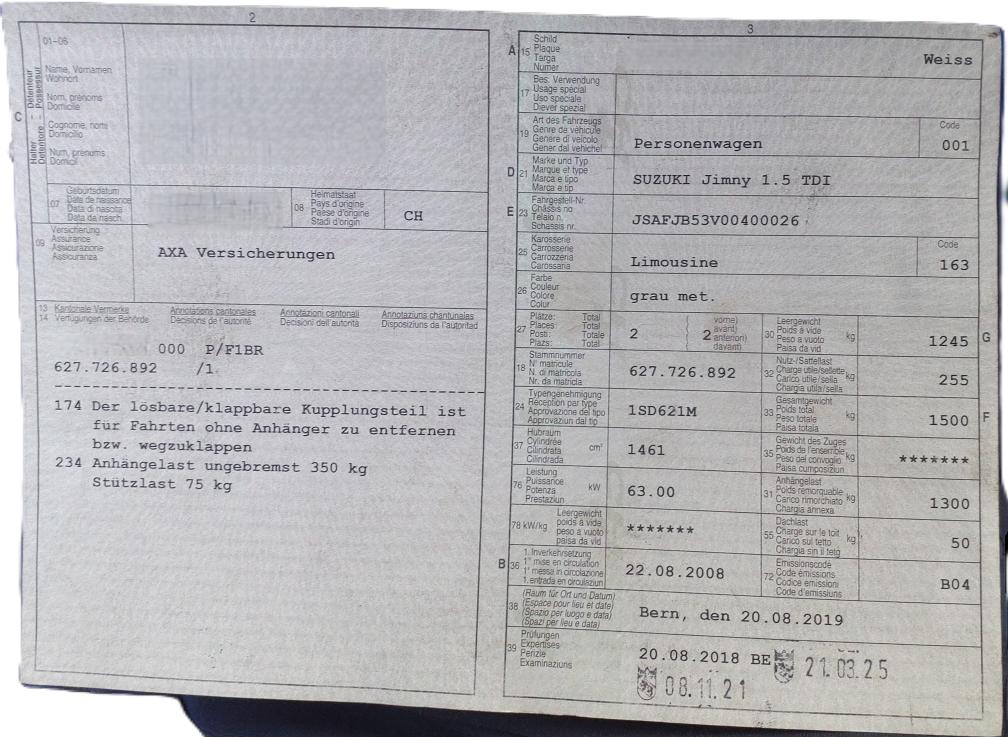 2
01-06
C
Halter – Détenteur
Detentore – Possessur
Name, Vornamen
Wohnort
Nom, prénoms
Domicile
Cognome, nomi
Domicilio
Num, prenums
Domicil
07
Geburtsdatum
Date de naissance
Data di nascita
Data da nasch.
08
Heimatstaat
Pays d'origine
Paese d'origine
Stadi d'origin
CH
09
Versicherung
Assurance
Assicurazione
Assicuranza
AXA Versicherungen
13 Kantonale Vermerke Annotations cantonales Annotazioni cantonali Annotaziuns chantunalas
14 Verfügungen der Behörde Décisions de l'autorité Decisioni dell'autorità Disposiziuns da l'autoritad
000 P/F1BR
627.726.892 /1
174 Der lösbare/klappbare Kupplungsteil ist
für Fahrten ohne Anhänger zu entfernen
bzw. wegzuklappen
234 Anhängelast ungebremst 350 kg
Stützlast 75 kg
3
A 15
Schild
Plaque
Targa
Numer
Weiss
17
Bes. Verwendung
Usage spécial
Uso speciale
Diever spezial
19
Art des Fahrzeugs
Genre de véhicule
Genere di veicolo
Gener dal vehichel
Personenwagen
Code
001
D 21
Marke und Typ
Marque et type
Marca e tipo
Marca e tip
SUZUKI Jimny 1.5 TDI
E 23
Fahrgestell-Nr.
Châssis no
Telaio n.
Schassis nr.
JSAFJB53V00400026
25
Karosserie
Carrosserie
Carrozzeria
Carossaria
Limousine
Code
163
26
Farbe
Couleur
Colore
Colur
grau met.
27
Plätze: Total
Places: Total
Posti: Totale
Plazs: Total
2
2
vorne)
avant)
anteriori)
davant)
30
Leergewicht
Poids à vide
Peso a vuoto
Paisa da vid
kg
1245
G
18
Stammnummer
N° matricule
N. di matricola
Nr. da matricla
627.726.892
32
Nutz-/Sattellast
Charge utile/sellette
Carico utile/sella
Chargia utila/sella
kg
255
24
Typengenehmigung
Réception par type
Approvazione del tipo
Approvaziun dal tip
1SD621M
33
Gesamtgewicht
Poids total
Peso totale
Paisa totala
kg
1500
F
37
Hubraum
Cylindrée
Cilindrata
Cilindrada
cm³
1461
35
Gewicht des Zuges
Poids de l'ensemble
Peso del convoglio
Paisa cumposiziun
kg
*******
76
Leistung
Puissance
Potenza
Prestaziun
kW
63.00
31
Anhängelast
Poids remorquable
Carico rimorchiato
Chargia annexa
kg
1300
78 kW/kg
Leergewicht
poids à vide
peso a vuoto
paisa da vid
*******
55
Dachlast
Charge sur le toit
Carico sul tetto
Chargia sin il tetg
kg
50
B 36
1. Inverkehrsetzung
1re mise en circulation
1a messa in circolazione
1. entrada en circulaziun
22.08.2008
72
Emissionscode
Code émissions
Codice emissioni
Code d'emissiuns
B04
38
(Raum für Ort und Datum)
(Espace pour lieu et date)
(Spazio per luogo e data)
(Spazi per lieu e data)
Bern, den 20.08.2019
39
Prüfungen
Expertises
Perizie
Examinaziuns
20.08.2018 BE
21.03.25
08.11.21